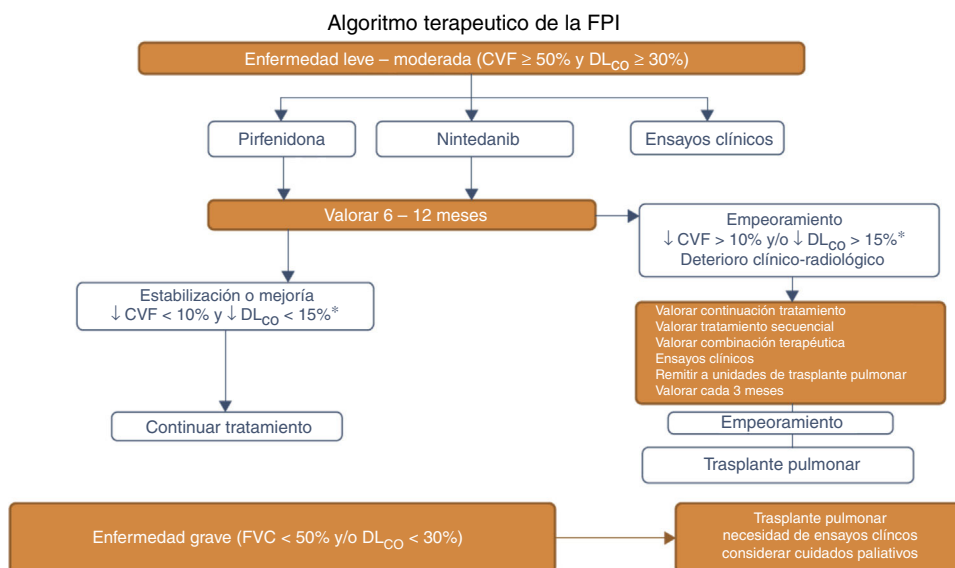 Algoritmo terapeutico de la FPI
Enfermedad leve – moderada (CVF ≥ 50% y DLCO ≥ 30%)
Pirfenidona
Nintedanib
Ensayos clínicos
Valorar 6 – 12 meses
Empeoramiento
↓ CVF > 10% y/o ↓ DLCO > 15%*
Deterioro clínico-radiológico
Estabilización o mejoría
↓ CVF < 10% y ↓ DLCO < 15%*
Valorar continuación tratamiento
Valorar tratamiento secuencial
Valorar combinación terapéutica
Ensayos clínicos
Remitir a unidades de trasplante pulmonar
Valorar cada 3 meses
Continuar tratamiento
Empeoramiento
Trasplante pulmonar
Enfermedad grave (FVC < 50% y/o DLCO < 30%)
Trasplante pulmonar
necesidad de ensayos clíncos
considerar cuidados paliativos